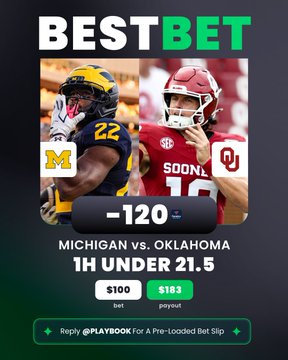 BESTBET
22
M
SEC
SOONE
OU
-120
MICHIGAN vs. OKLAHOMA
1H UNDER 21.5
$100 $183
bet payout
Reply @PLAYBOOK For A Pre-Loaded Bet Slip